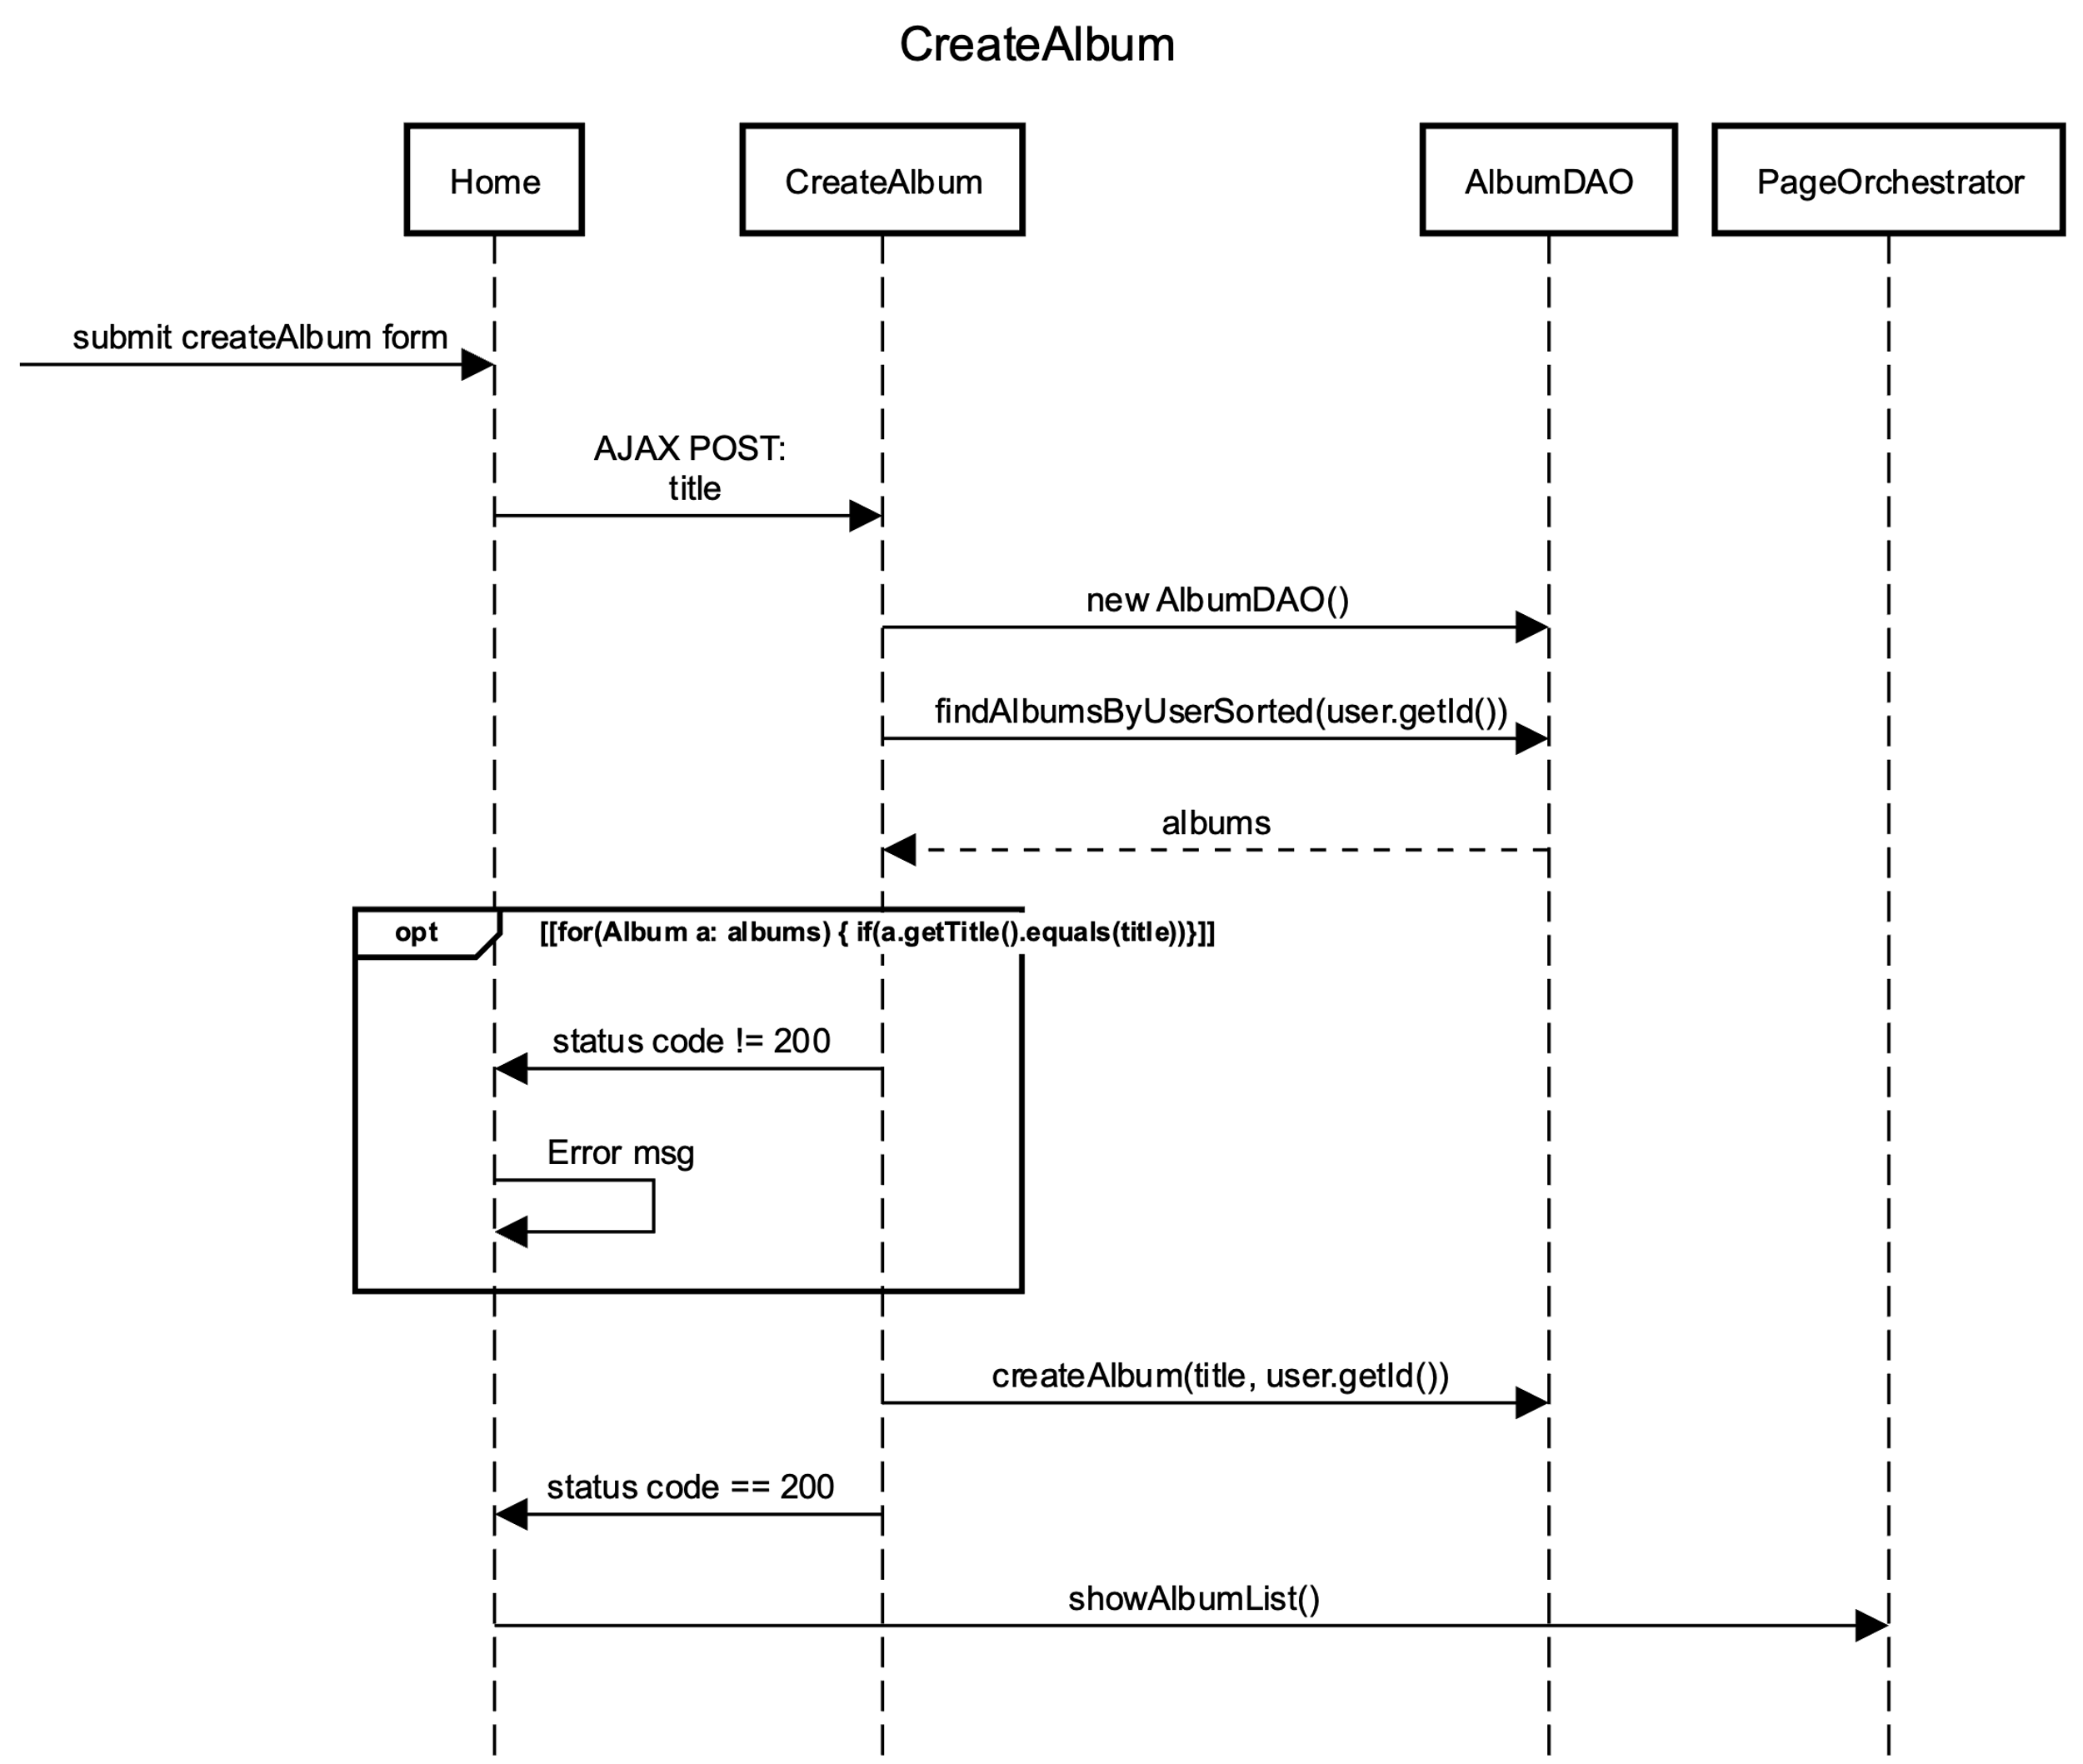 CreateAlbum
Home
CreateAlbum
AlbumDAO
PageOrchestrator
submit createAlbum form
AJAX POST:
title
new AlbumDAO()
findAlbumsByUserSorted(user.getId())
albums
opt
[[for(Album a: albums) { if(a.getTitle().equals(title))}]]
status code != 200
Error msg
createAlbum(title, user.getId())
status code == 200
showAlbumList()